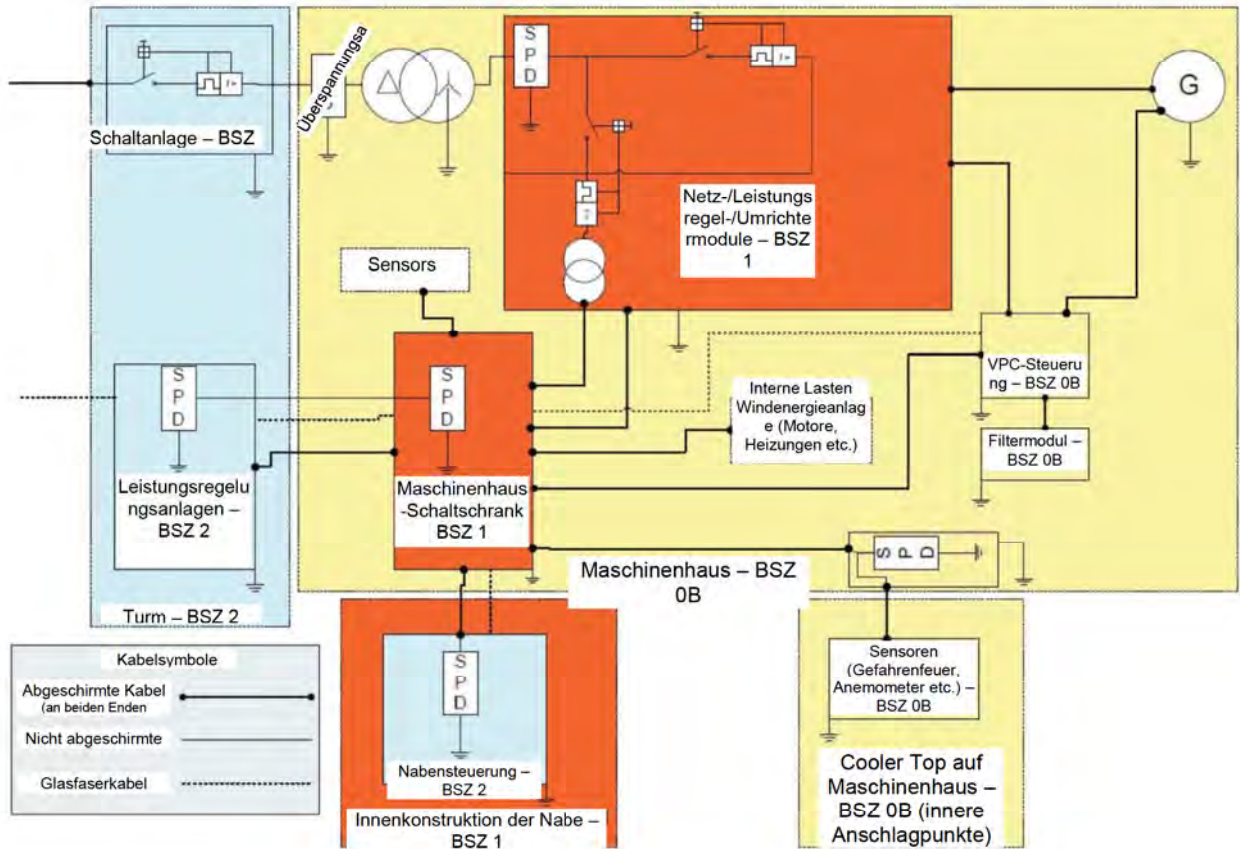 Schaltanlage – BSZ
Überspannungsa
S
P
D
G
Netz-/Leistungs
regel-/Umrichte
rmodule – BSZ
1
Sensors
S
P
D
Leistungsregelu
ngsanlagen –
BSZ 2
Turm – BSZ 2
S
P
D
Maschinenhaus
-Schaltschrank
BSZ 1
Interne Lasten
Windenergieanlag
e (Motore,
Heizungen etc.)
VPC-Steueru
ng – BSZ 0B
Filtermodul –
BSZ 0B
S
P
D
Maschinenhaus – BSZ
0B
Kabelsymbole
Abgeschirmte Kabel
(an beiden Enden
Nicht abgeschirmte
Glasfaserkabel
S
P
D
Nabensteuerung –
BSZ 2
Innenkonstruktion der Nabe –
BSZ 1
Sensoren
(Gefahrenfeuer,
Anemometer etc.) –
BSZ 0B
Cooler Top auf
Maschinenhaus –
BSZ 0B (innere
Anschlagpunkte)